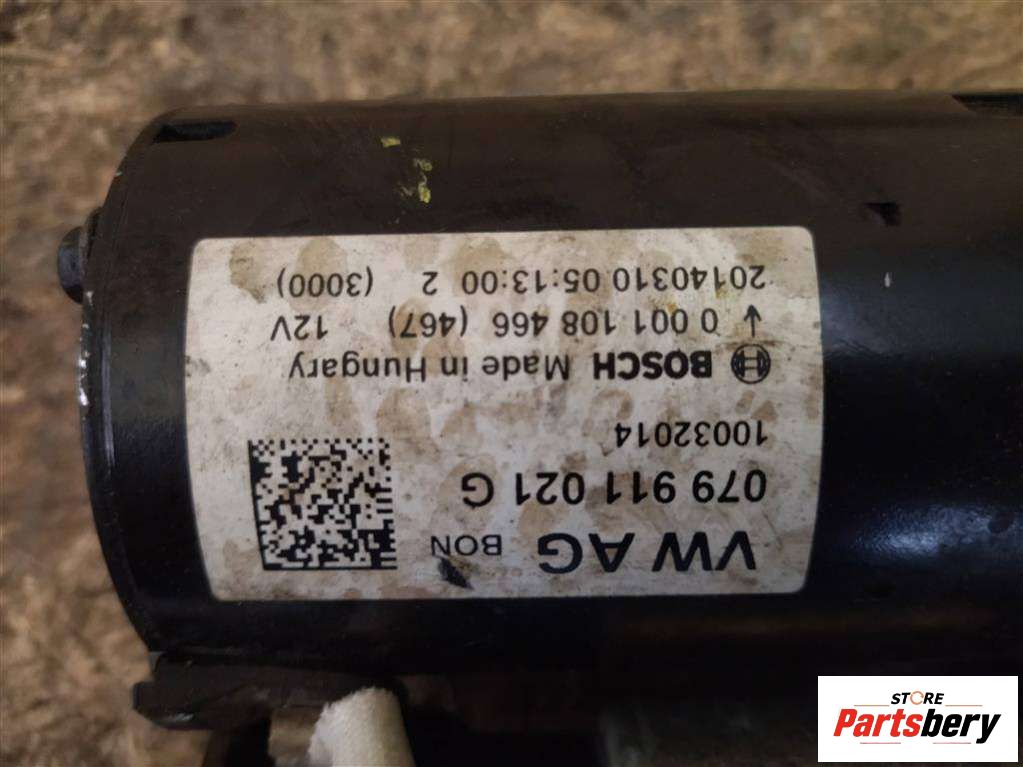 VW AG BON
079 911 021 G
10032014
BOSCH Made in Hungary
↑ 0 001 108 466 (467) 12V
20140310 05:13:00 2 (3000)
STORE
Partsbery